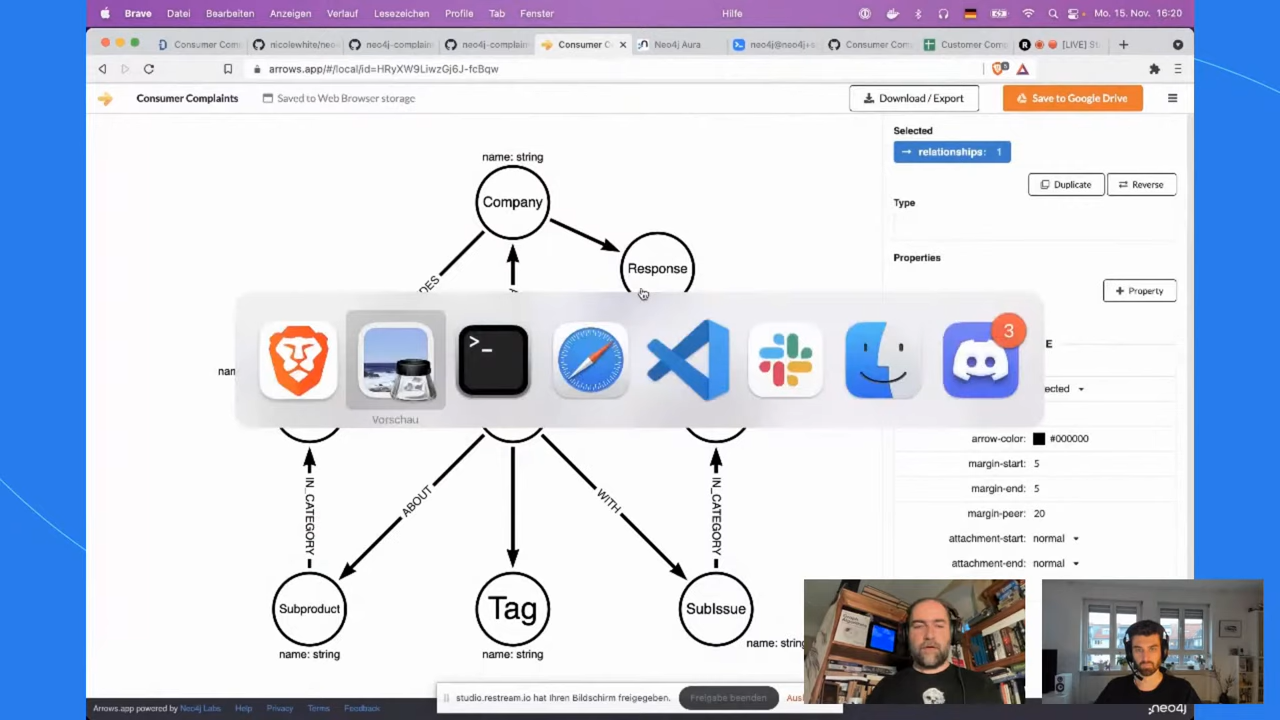 Brave Datei Bearbeiten Anzeigen Verlauf Lesezeichen Profile Tab Fenster Hilfe Mo. 15. Nov. 16:20
Consumer Com nicolewhite/neo4 neo4j-complain neo4j-complain Consumer C Neo4j Aura neo4j@neo4j+s Consumer Com Customer Com [LIVE]
arrows.app/#/local/id=HRyXW9LiwzGj6J-fcBqw
Consumer Complaints Saved to Web Browser storage Download / Export Save to Google Drive
Selected
relationships: 1
Duplicate Reverse
Type
Properties
+ Property
name: string
Company
Response
DES
3
Vorschau
arrow-color: #000000
margin-start: 5
margin-end: 5
margin-peer: 20
attachment-start: normal
attachment-end: normal
IN_CATEGORY
ABOUT
WITH
IN_CATEGORY
Subproduct
Tag
SubIssue
name: string
name: string
name: string
studio.restream.io hat Ihren Bildschirm freigegeben. Freigabe beenden
Arrows.app powered by Neo4j Labs Help Privacy Terms Feedback
neo4j